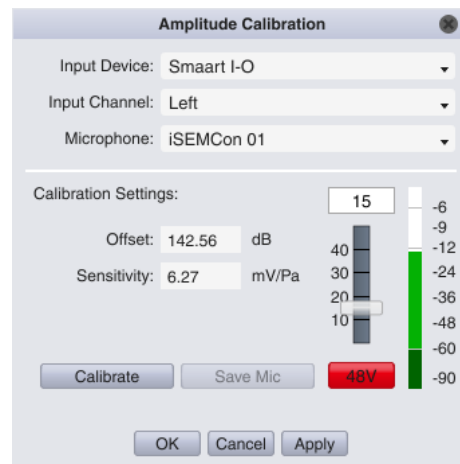 Amplitude Calibration
Input Device: Smaart I-O
Input Channel: Left
Microphone: iSEMCon 01
Calibration Settings:
15
Offset: 142.56 dB
Sensitivity: 6.27 mV/Pa
40
30
20
10
-6
-9
-12
-24
-36
-48
-60
-90
Calibrate Save Mic 48V
OK Cancel Apply